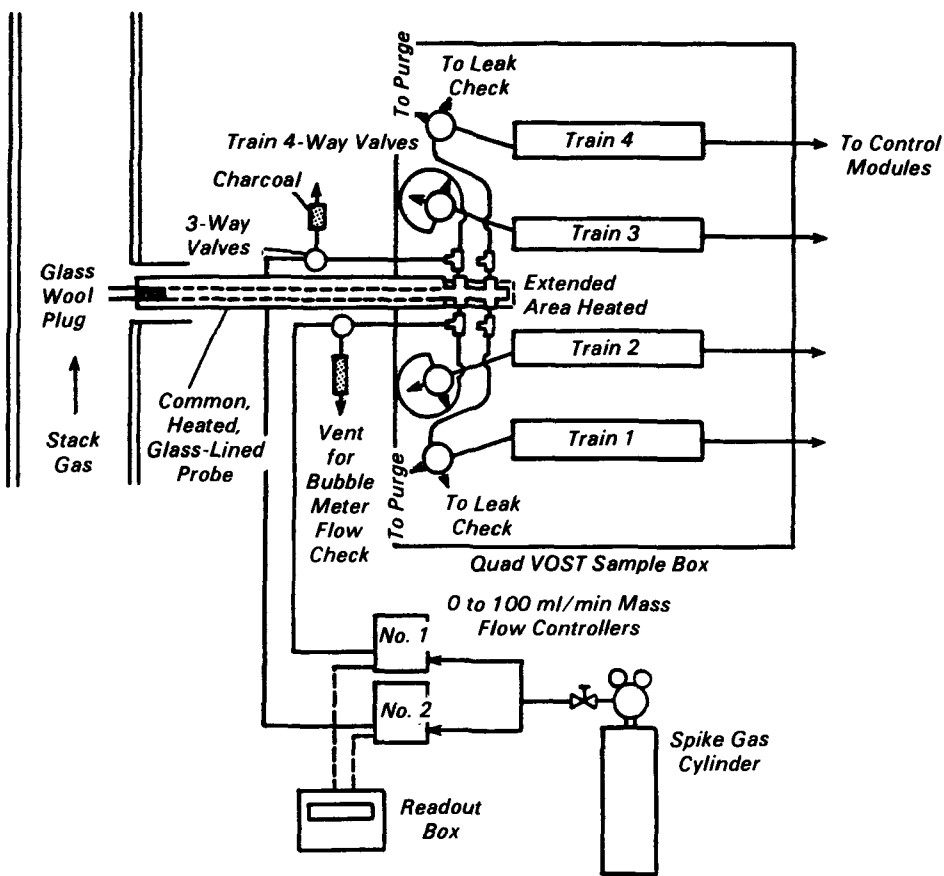 To Purge
To Leak
Check
Train 4-Way Valves
Train 4
To Control
Modules
Charcoal
3-Way
Valves
Train 3
Glass
Wool
Plug
Extended
Area Heated
Train 2
Stack
Gas
Common,
Heated,
Glass-Lined
Probe
Vent
for
Bubble
Meter
Flow
Check
Train 1
To Purge
To Leak
Check
Quad VOST Sample Box
0 to 100 ml/min Mass
Flow Controllers
No. 1
No. 2
Spike Gas
Cylinder
Readout
Box